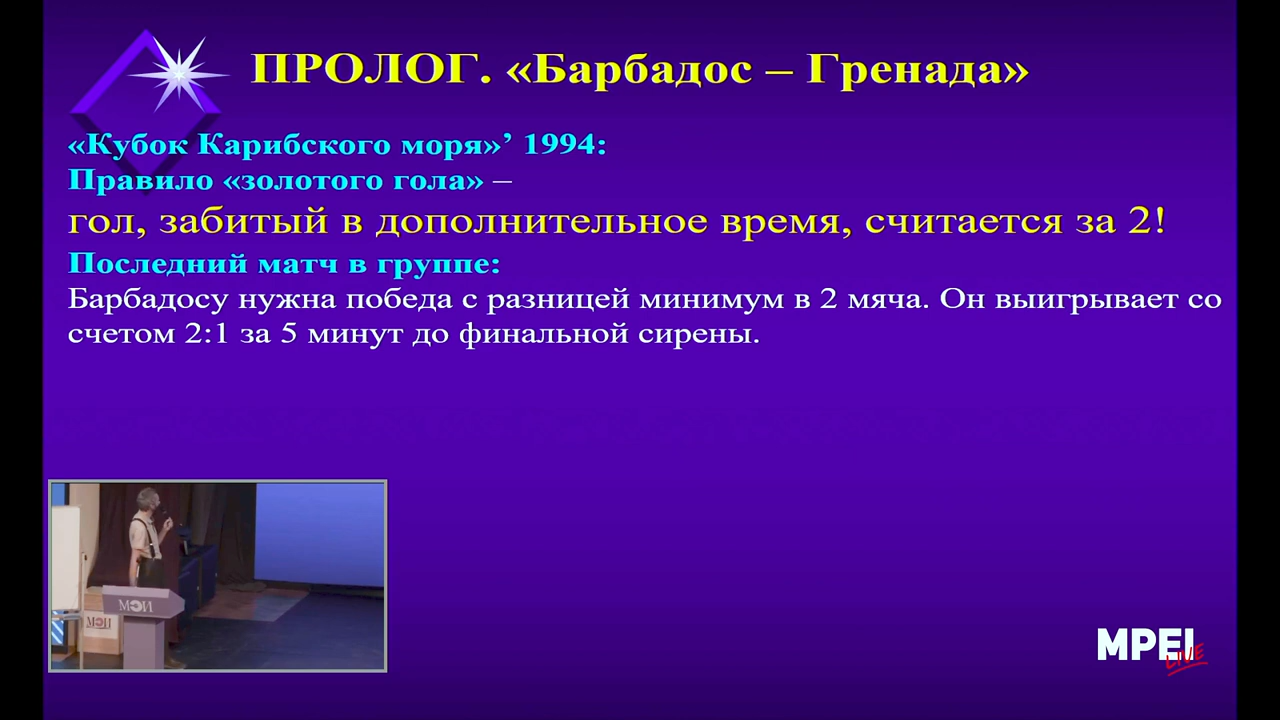 ПРОЛОГ. «Барбадос – Гренада»
«Кубок Карибского моря»’ 1994:
Правило «золотого гола» –
гол, забитый в дополнительное время, считается за 2!
Последний матч в группе:
Барбадосу нужна победа с разницей минимум в 2 мяча. Он выигрывает со
счетом 2:1 за 5 минут до финальной сирены.
МЭИ
МЭИ
MPEI
LIVE